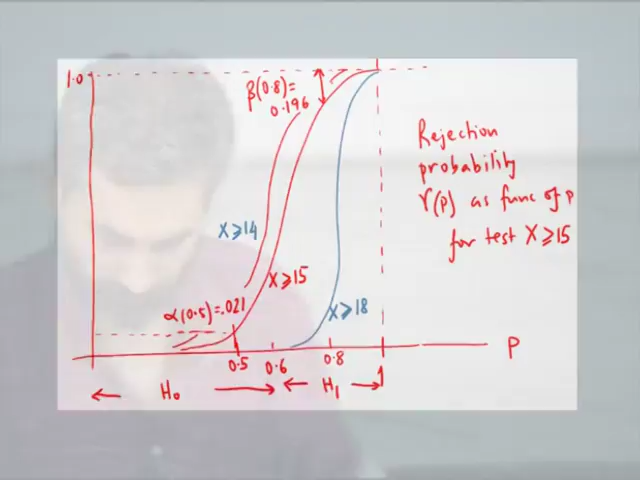 1.0
β(0.8)=
0.196
Rejection
probability
γ(p) as func of p
for test X⩾15
X⩾14
X⩾15
α(0.5)=.021
X⩾18
0.5
0.6
0.8
1
P
H₀
H₁